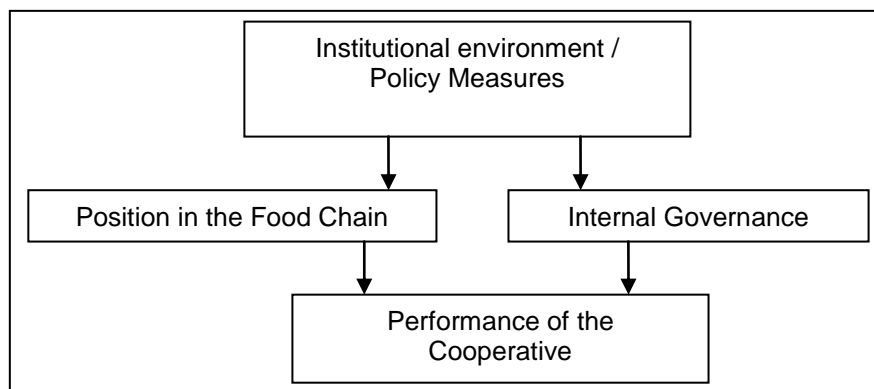 Institutional environment /
Policy Measures
Position in the Food Chain
Internal Governance
Performance of the
Cooperative